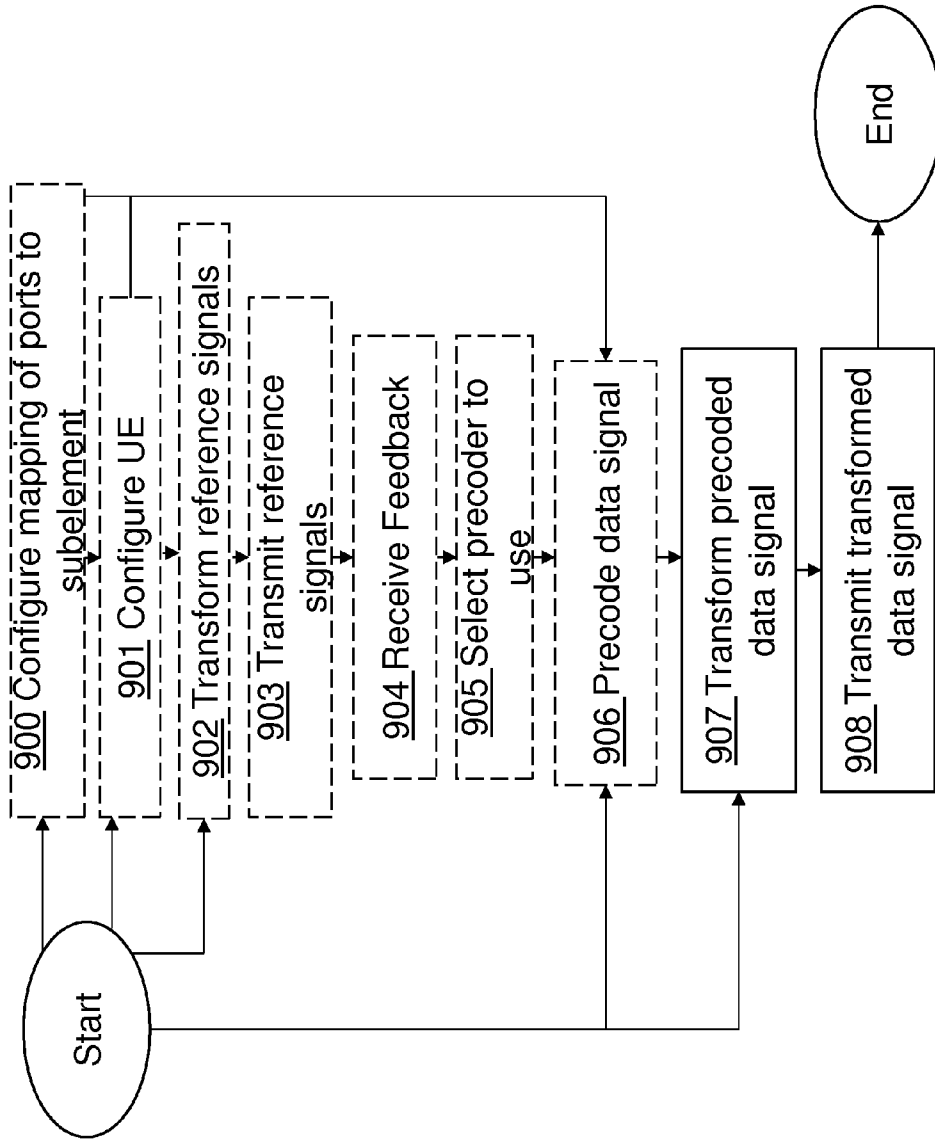 Start
900 Configure mapping of ports to
subelement
901 Configure UE
902 Transform reference signals
903 Transmit reference
signals
904 Receive Feedback
905 Select precoder to
use
906 Precode data signal
907 Transform precoded
data signal
908 Transmit transformed
data signal
End